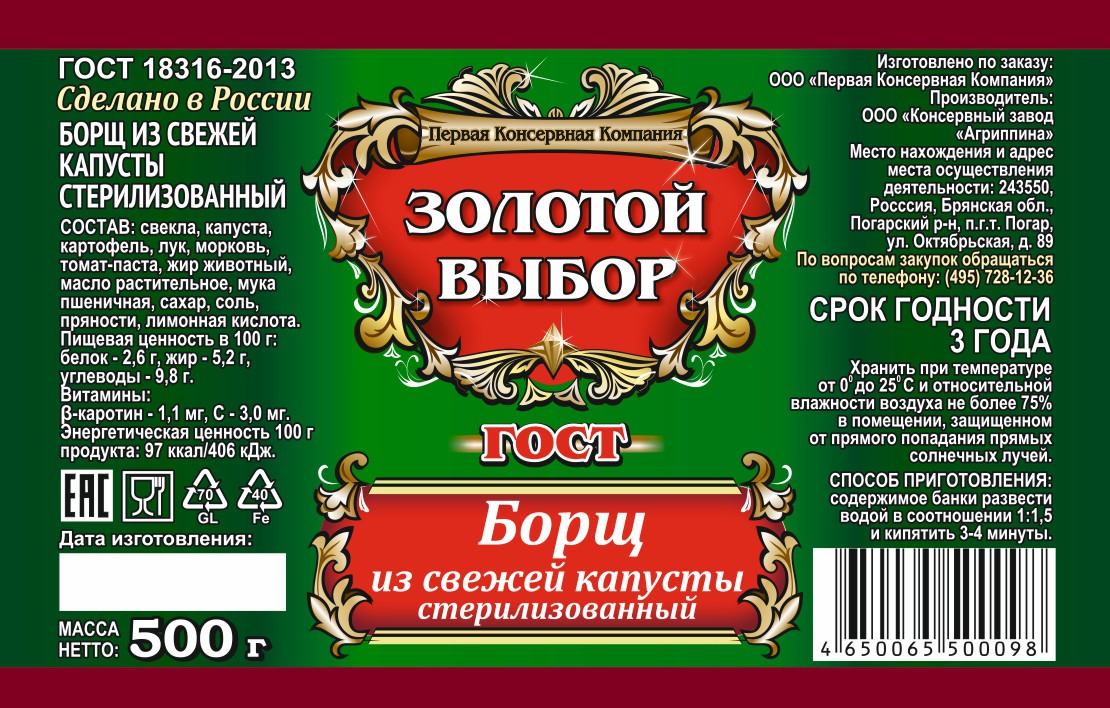 ГОСТ 18316-2013
Сделано в России
БОРЩ ИЗ СВЕЖЕЙ
КАПУСТЫ
СТЕРИЛИЗОВАННЫЙ
СОСТАВ: свекла, капуста,
картофель, лук, морковь,
томат-паста, жир животный,
масло растительное, мука
пшеничная, сахар, соль,
пряности, лимонная кислота.
Пищевая ценность в 100 г:
белок - 2,6 г, жир - 5,2 г,
углеводы - 9,8 г.
Витамины:
β-каротин - 1,1 мг, С - 3,0 мг.
Энергетическая ценность 100 г
продукта: 97 ккал/406 кДж.
ЕАС
70
GL
40
Fe
Дата изготовления:
МАССА
НЕТТО: 500 г
Первая Консервная Компания
ЗОЛОТОЙ
ВЫБОР
ГОСТ
Борщ
из свежей капусты
стерилизованный
Изготовлено по заказу:
ООО «Первая Консервная Компания»
Производитель:
ООО «Консервный завод
«Агриппина»
Место нахождения и адрес
места осуществления
деятельности: 243550,
Росссия, Брянская обл.,
Погарский р-н, п.г.т. Погар,
ул. Октябрьская, д. 89
По вопросам закупок обращаться
по телефону: (495) 728-12-36
СРОК ГОДНОСТИ
3 ГОДА
Хранить при температуре
от 0⁰ до 25⁰ С и относительной
влажности воздуха не более 75%
в помещении, защищенном
от прямого попадания прямых
солнечных лучей.
СПОСОБ ПРИГОТОВЛЕНИЯ:
содержимое банки развести
водой в соотношении 1:1,5
и кипятить 3-4 минуты.
4 650065 500098